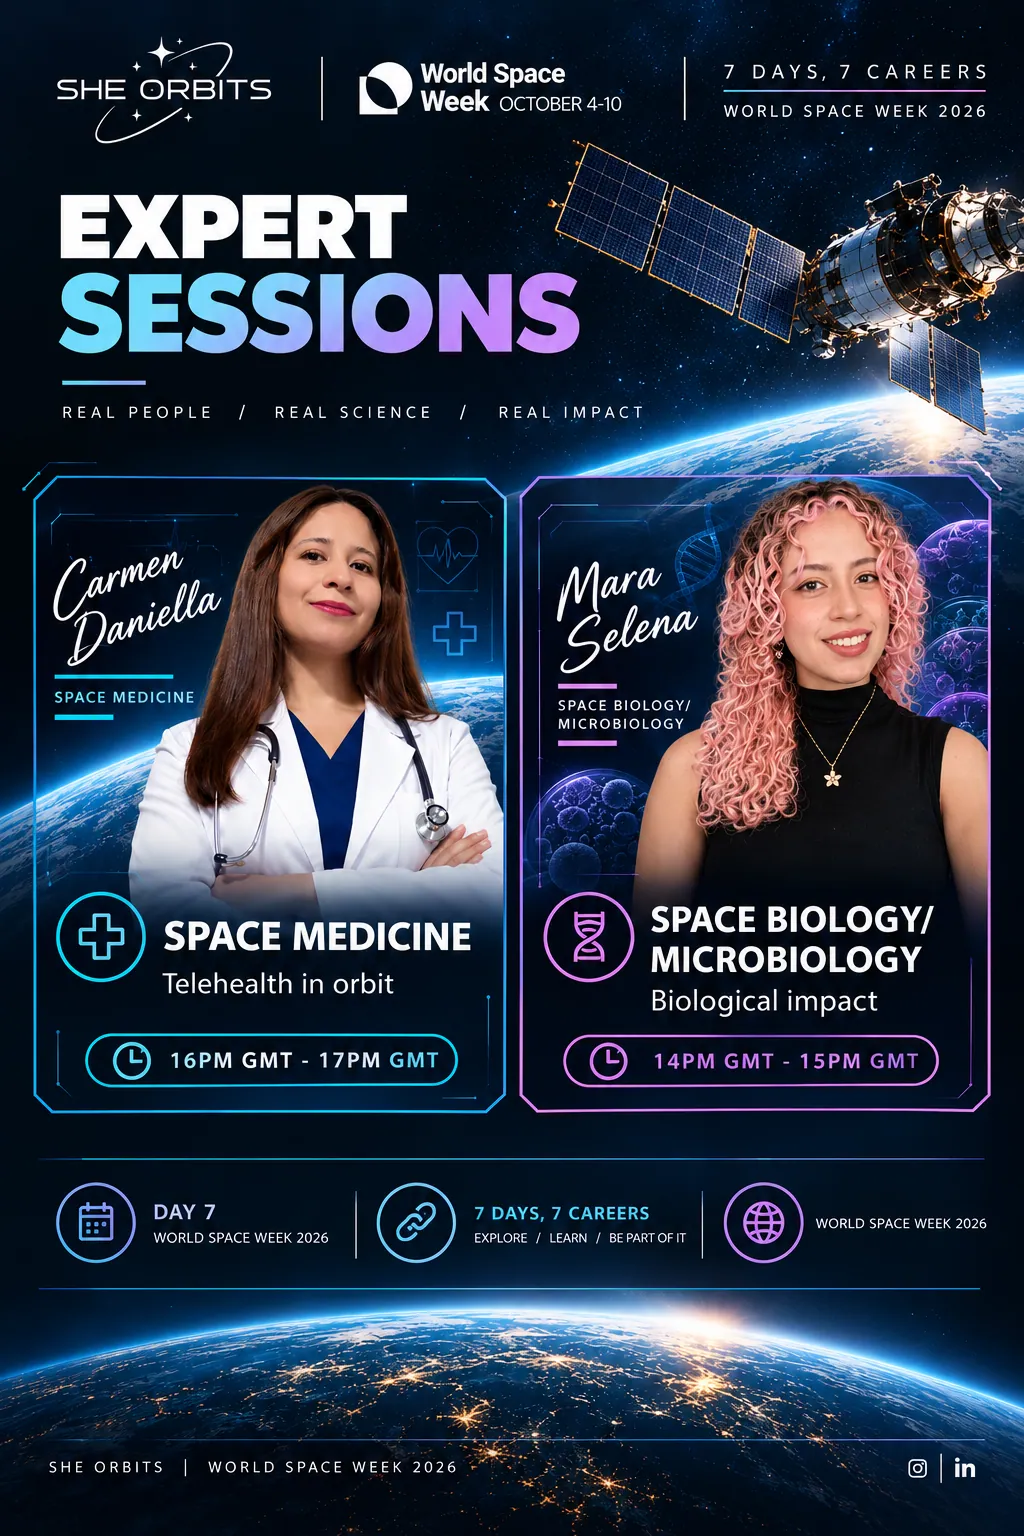 SHE ORBITS
World Space
Week OCTOBER 4-10
7 DAYS, 7 CAREERS
WORLD SPACE WEEK 2026
EXPERT
SESSIONS
REAL PEOPLE / REAL SCIENCE / REAL IMPACT
Carmen
Daniella
SPACE MEDICINE
SPACE MEDICINE
Telehealth in orbit
16PM GMT - 17PM GMT
Mara
Selena
SPACE BIOLOGY/
MICROBIOLOGY
SPACE BIOLOGY/
MICROBIOLOGY
Biological impact
14PM GMT - 15PM GMT
DAY 7
WORLD SPACE WEEK 2026
7 DAYS, 7 CAREERS
EXPLORE / LEARN / BE PART OF IT
WORLD SPACE WEEK 2026
SHE ORBITS | WORLD SPACE WEEK 2026
in